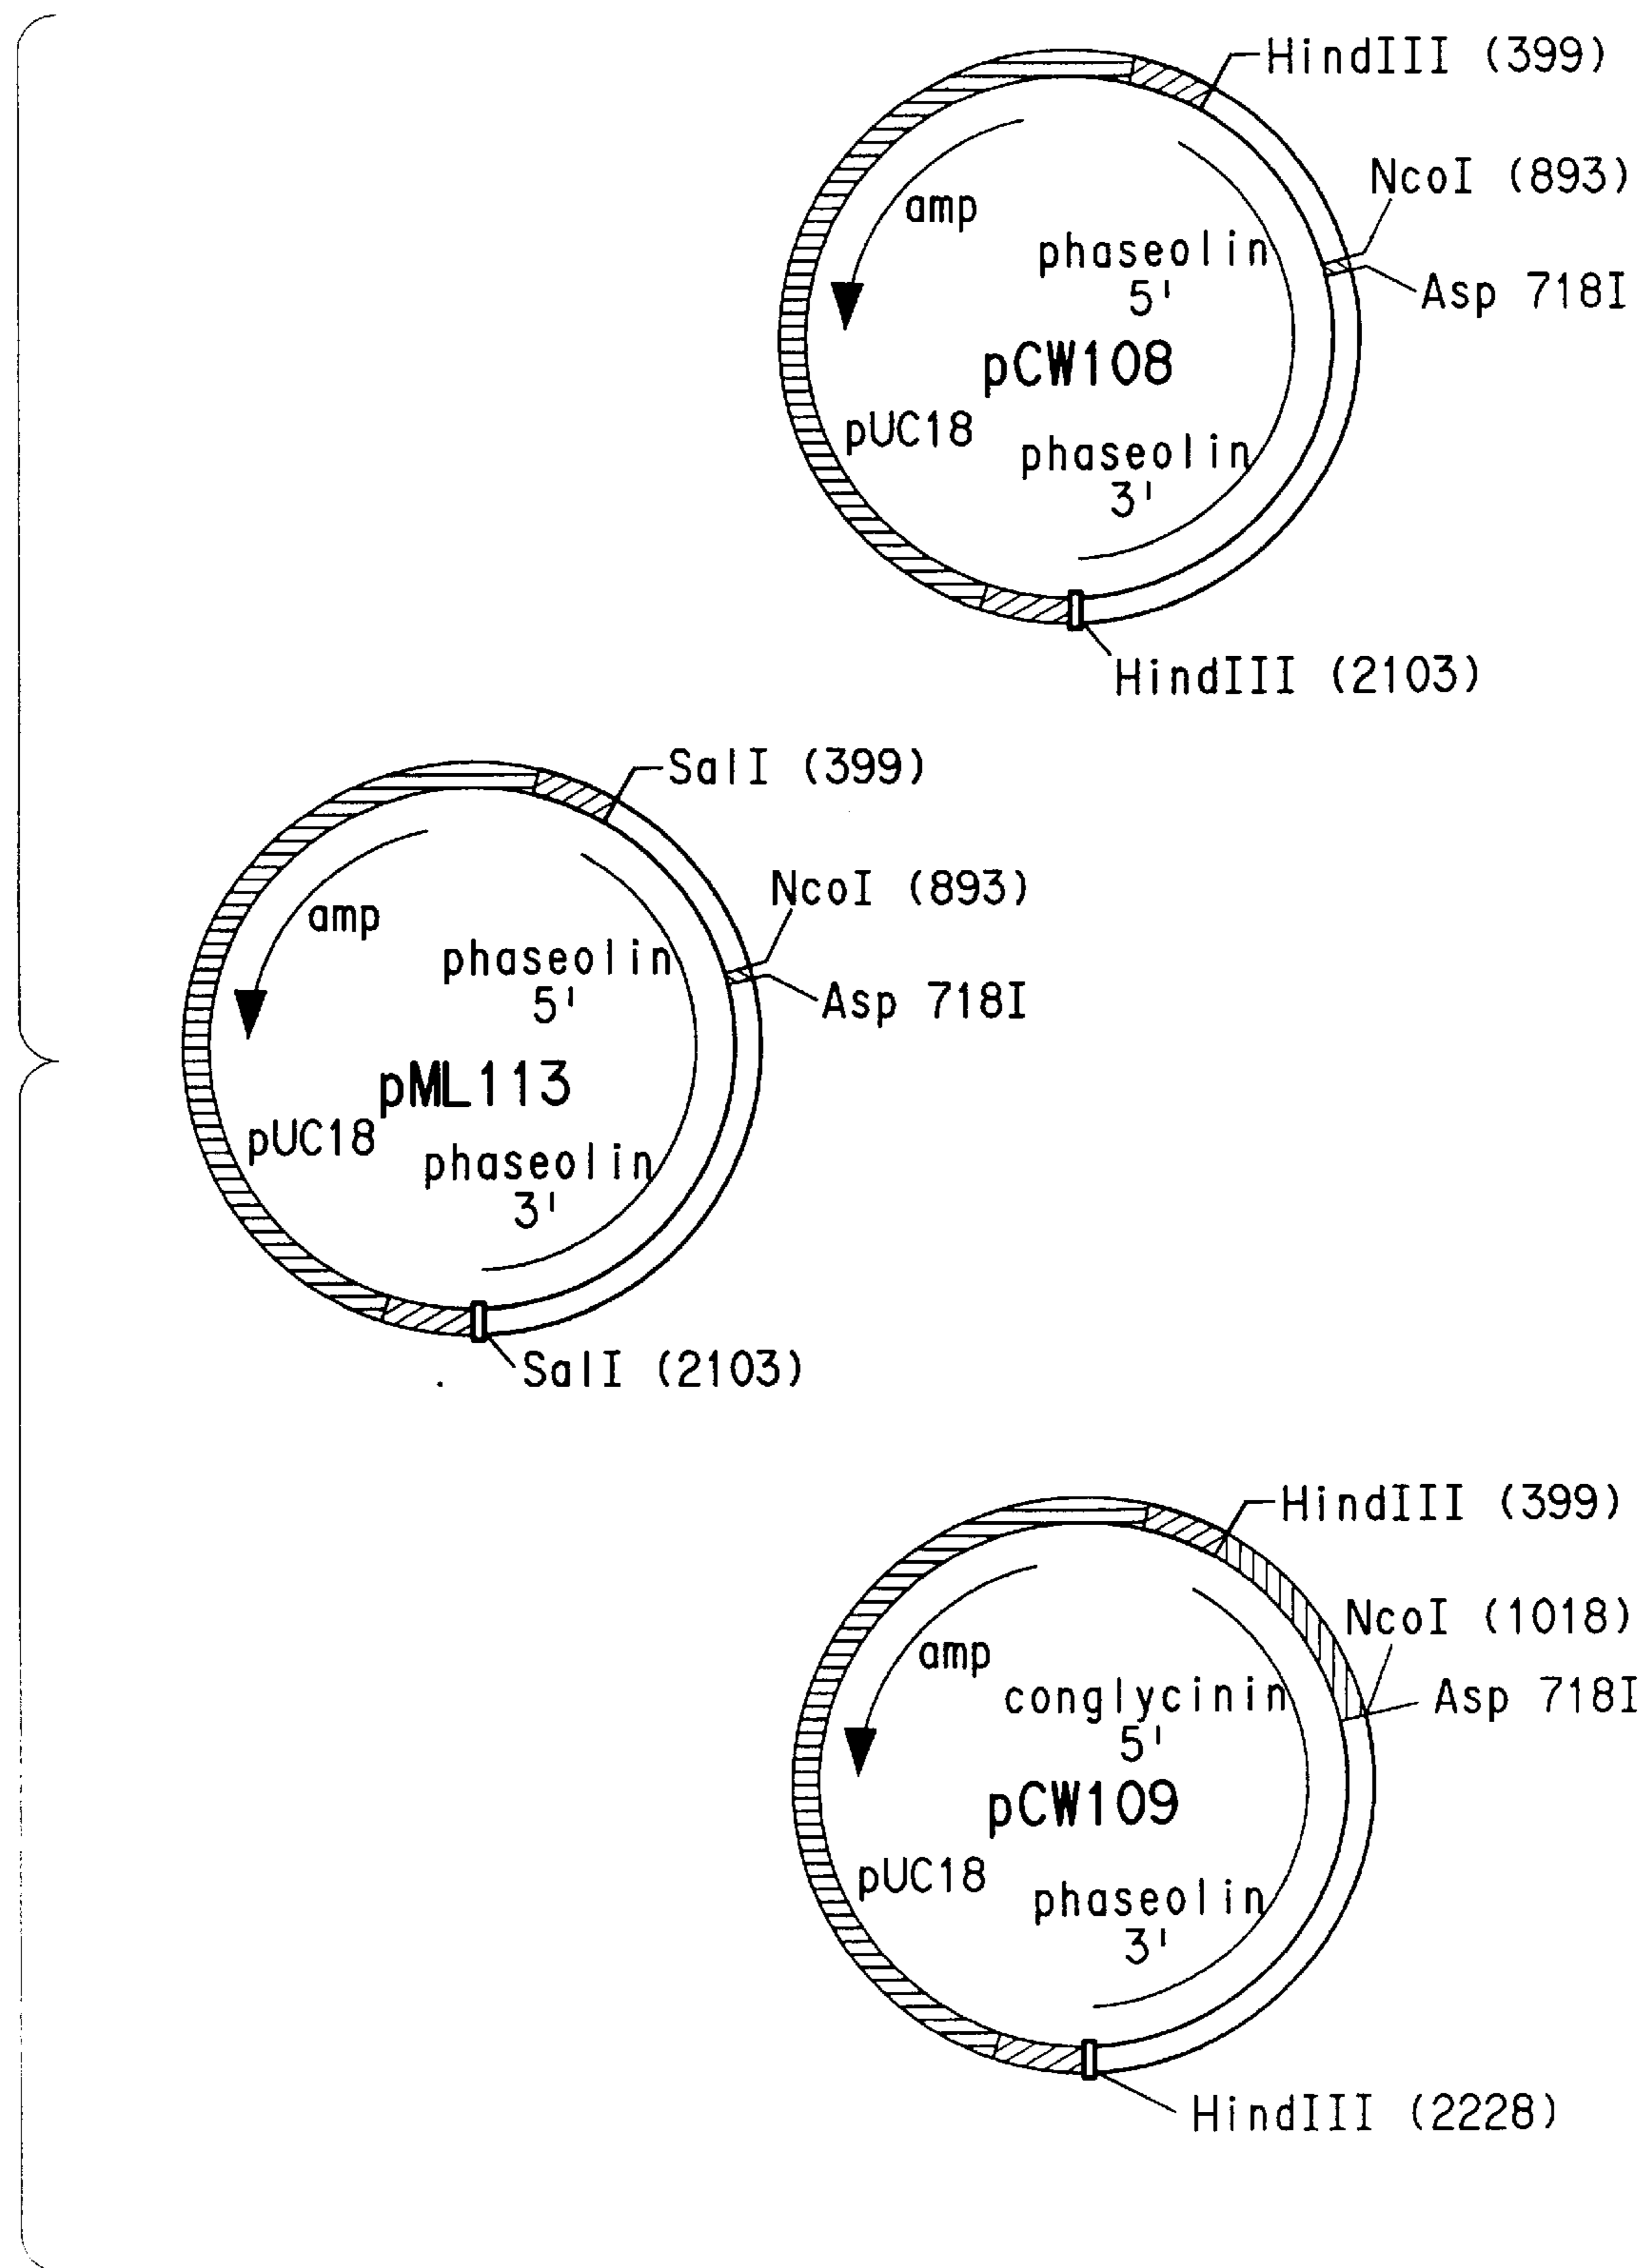 HindIII (399)
NcoI (893)
amp
phaseolin
5'
Asp 718I
pCW108
pUC18
phaseolin
3'
HindIII (2103)
SalI (399)
NcoI (893)
amp
phaseolin
5'
Asp 718I
pML113
pUC18
phaseolin
3'
SalI (2103)
HindIII (399)
NcoI (1018)
amp
conglycinin
5'
Asp 718I
pCW109
pUC18
phaseolin
3'
HindIII (2228)